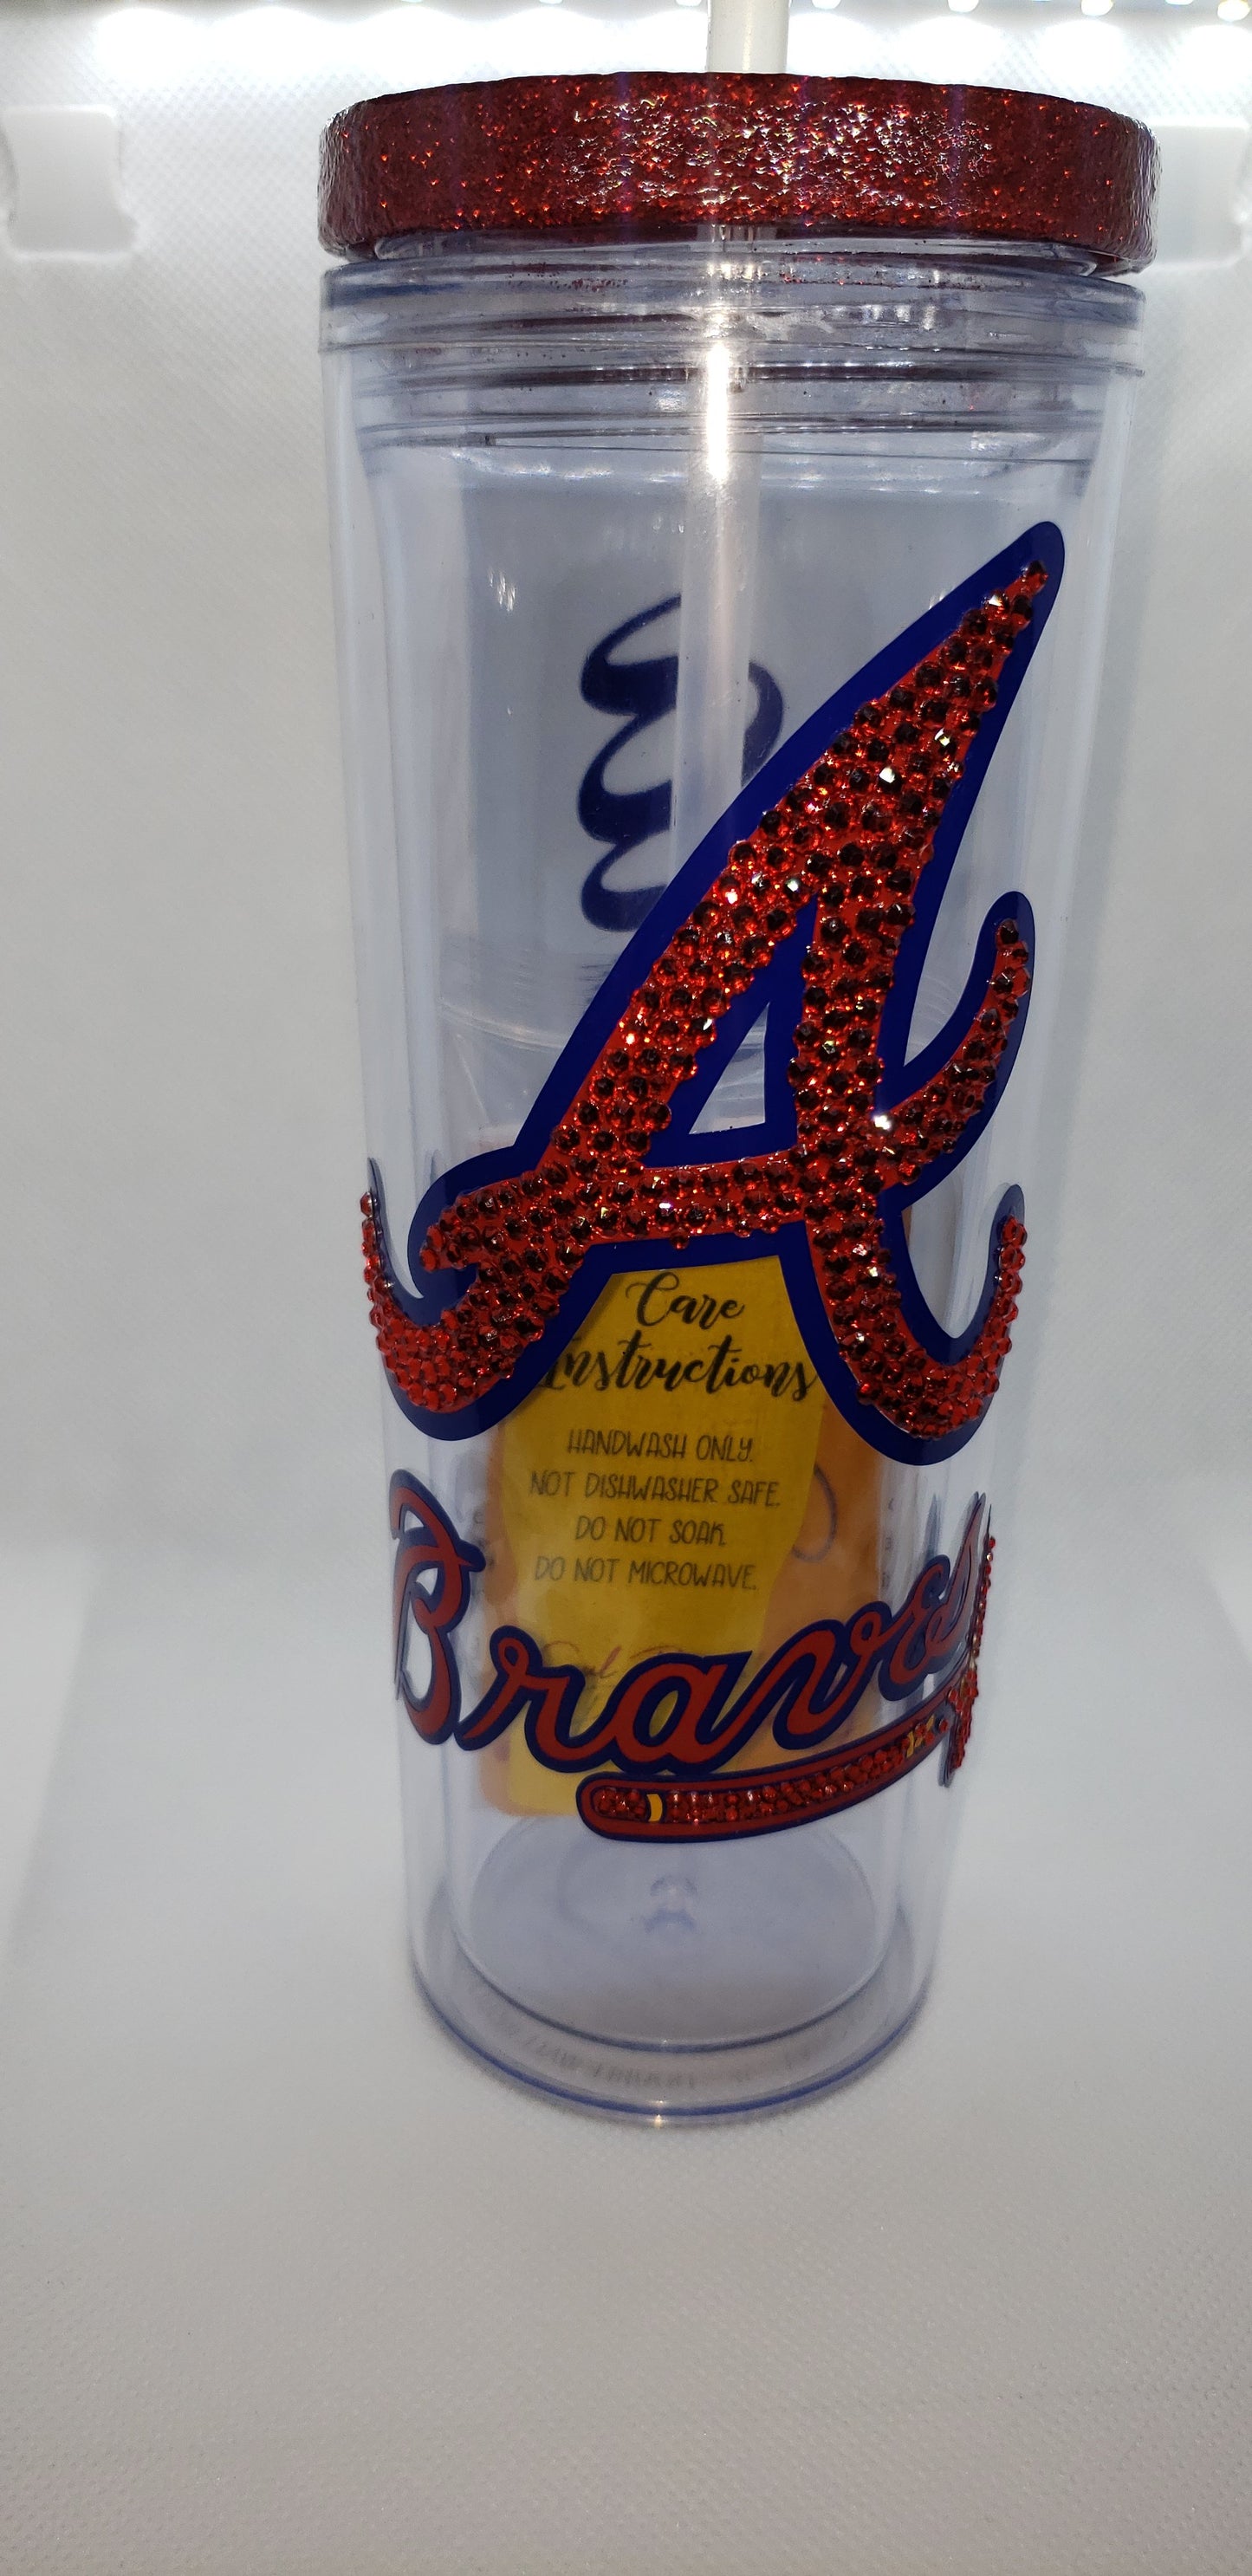 A
Care
Instructions
HANDWASH ONLY.
NOT DISHWASHER SAFE.
DO NOT SOAK.
DO NOT MICROWAVE.
Braves